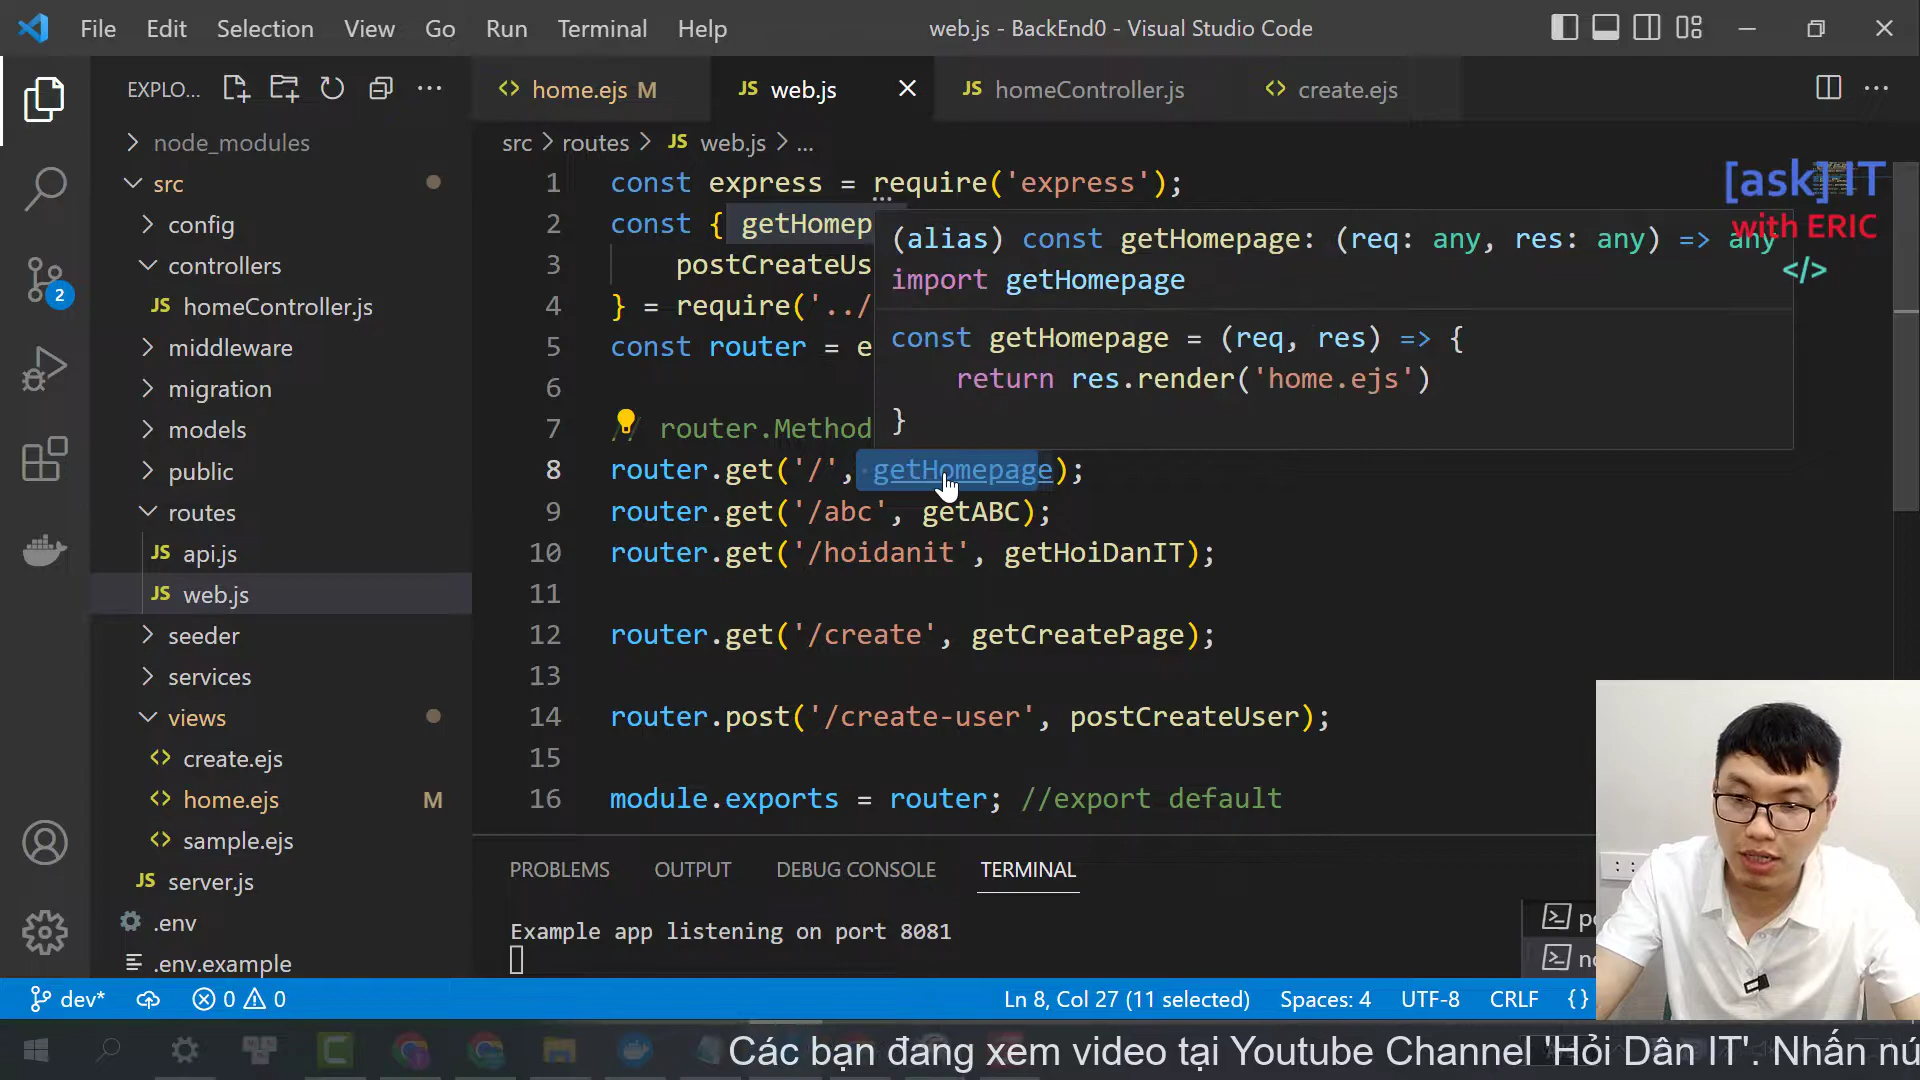 File Edit Selection View Go Run Terminal Help
web.js - BackEnd0 - Visual Studio Code
EXPLO...
home.ejs M
JS web.js
JS homeController.js
create.ejs
src > routes > JS web.js > ...
node_modules
src
config
controllers
JS homeController.js
middleware
migration
models
public
routes
JS api.js
JS web.js
seeder
services
views
create.ejs
home.ejs M
sample.ejs
JS server.js
.env
.env.example
2
1 const express = require('express');
2 const { getHomep
3 postCreateUs
4 } = require('../
5 const router = e
6
7 // router.Method
8 router.get('/', getHomepage);
9 router.get('/abc', getABC);
10 router.get('/hoidanit', getHoiDanIT);
11
12 router.get('/create', getCreatePage);
13
14 router.post('/create-user', postCreateUser);
15
16 module.exports = router; //export default
(alias) const getHomepage: (req: any, res: any) => any
import getHomepage
const getHomepage = (req, res) => {
return res.render('home.ejs')
}
[ask] IT
with ERIC
</>
PROBLEMS OUTPUT DEBUG CONSOLE TERMINAL
Example app listening on port 8081
dev* 0 0 Ln 8, Col 27 (11 selected) Spaces: 4 UTF-8 CRLF {}
Các bạn đang xem video tại Youtube Channel 'Hỏi Dân IT'. Nhấn nú